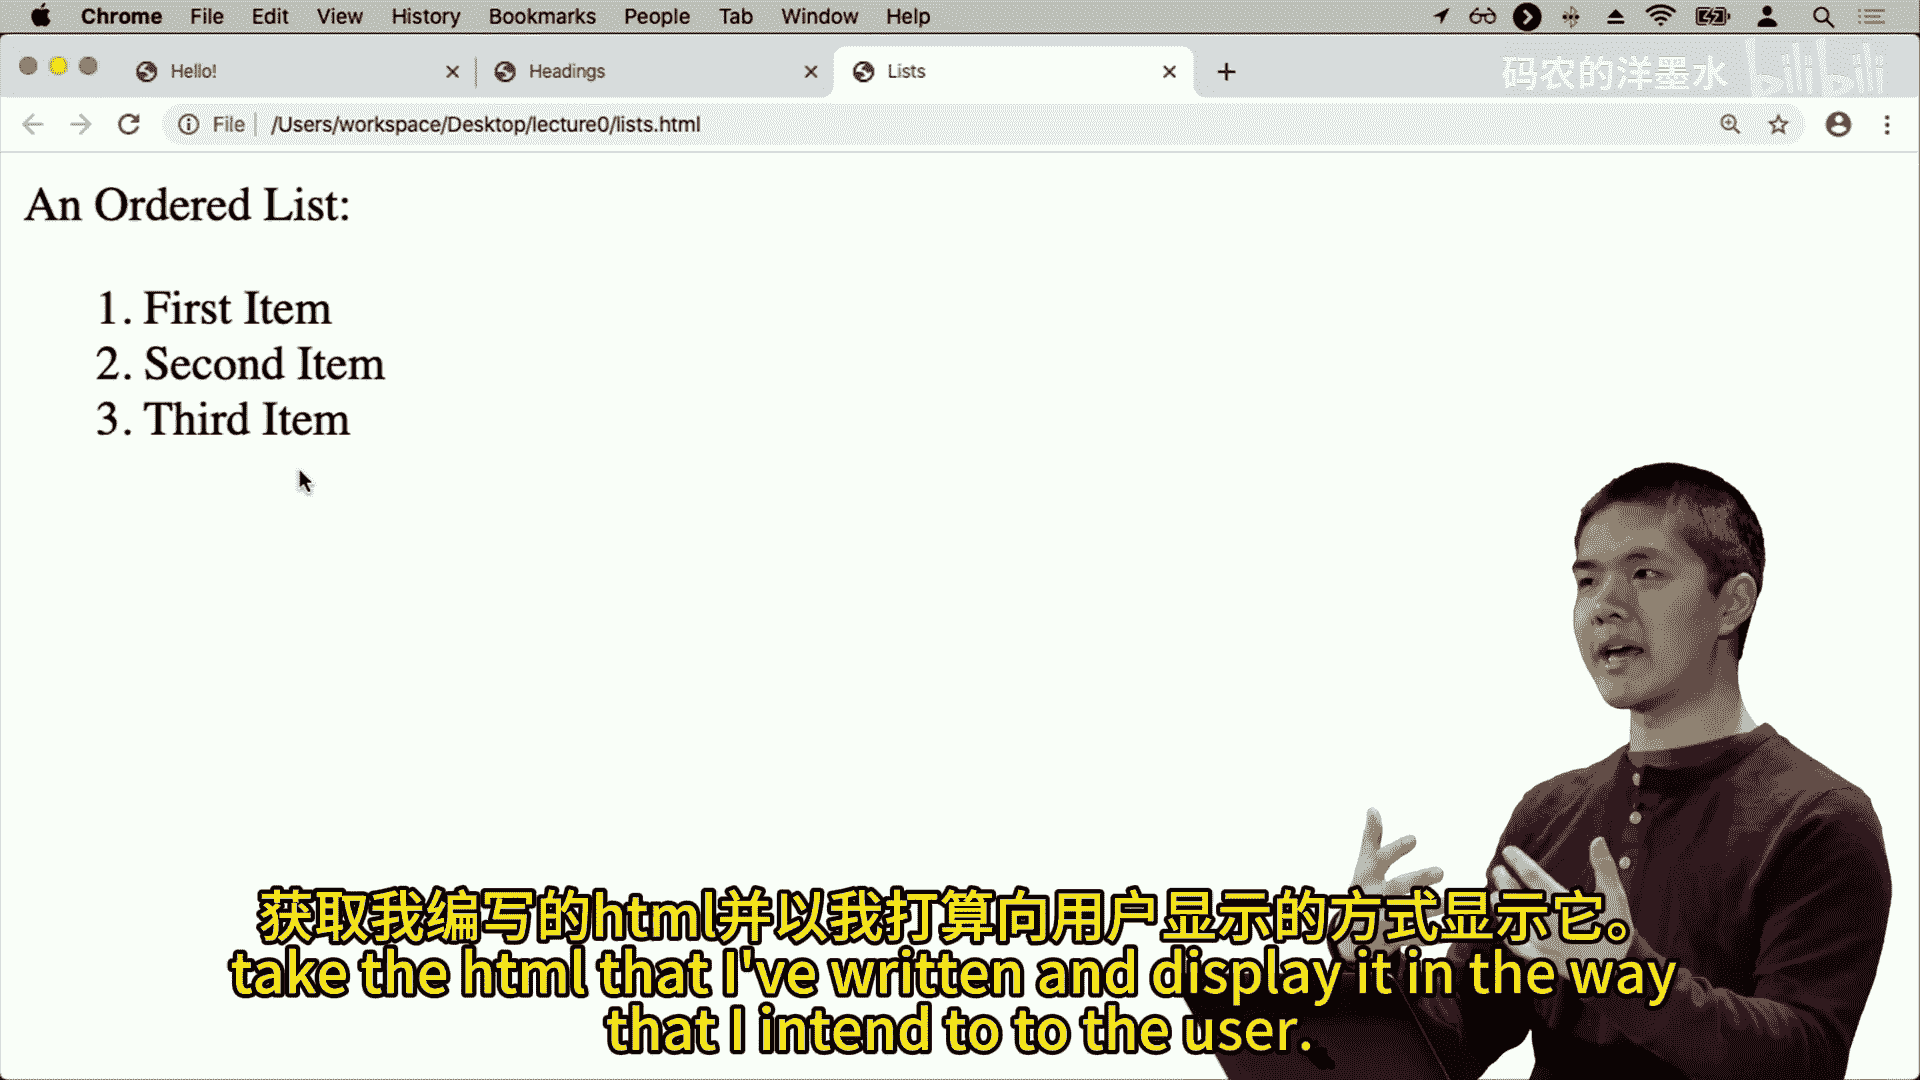 Chrome File Edit View History Bookmarks People Tab Window Help
Hello! Headings Lists
码农的洋墨水 bilibili
File /Users/workspace/Desktop/lecture0/lists.html
An Ordered List:
1. First Item
2. Second Item
3. Third Item
获取我编写的html并以我打算向用户显示的方式显示它。
take the html that I've written and display it in the way
that I intend to to the user.